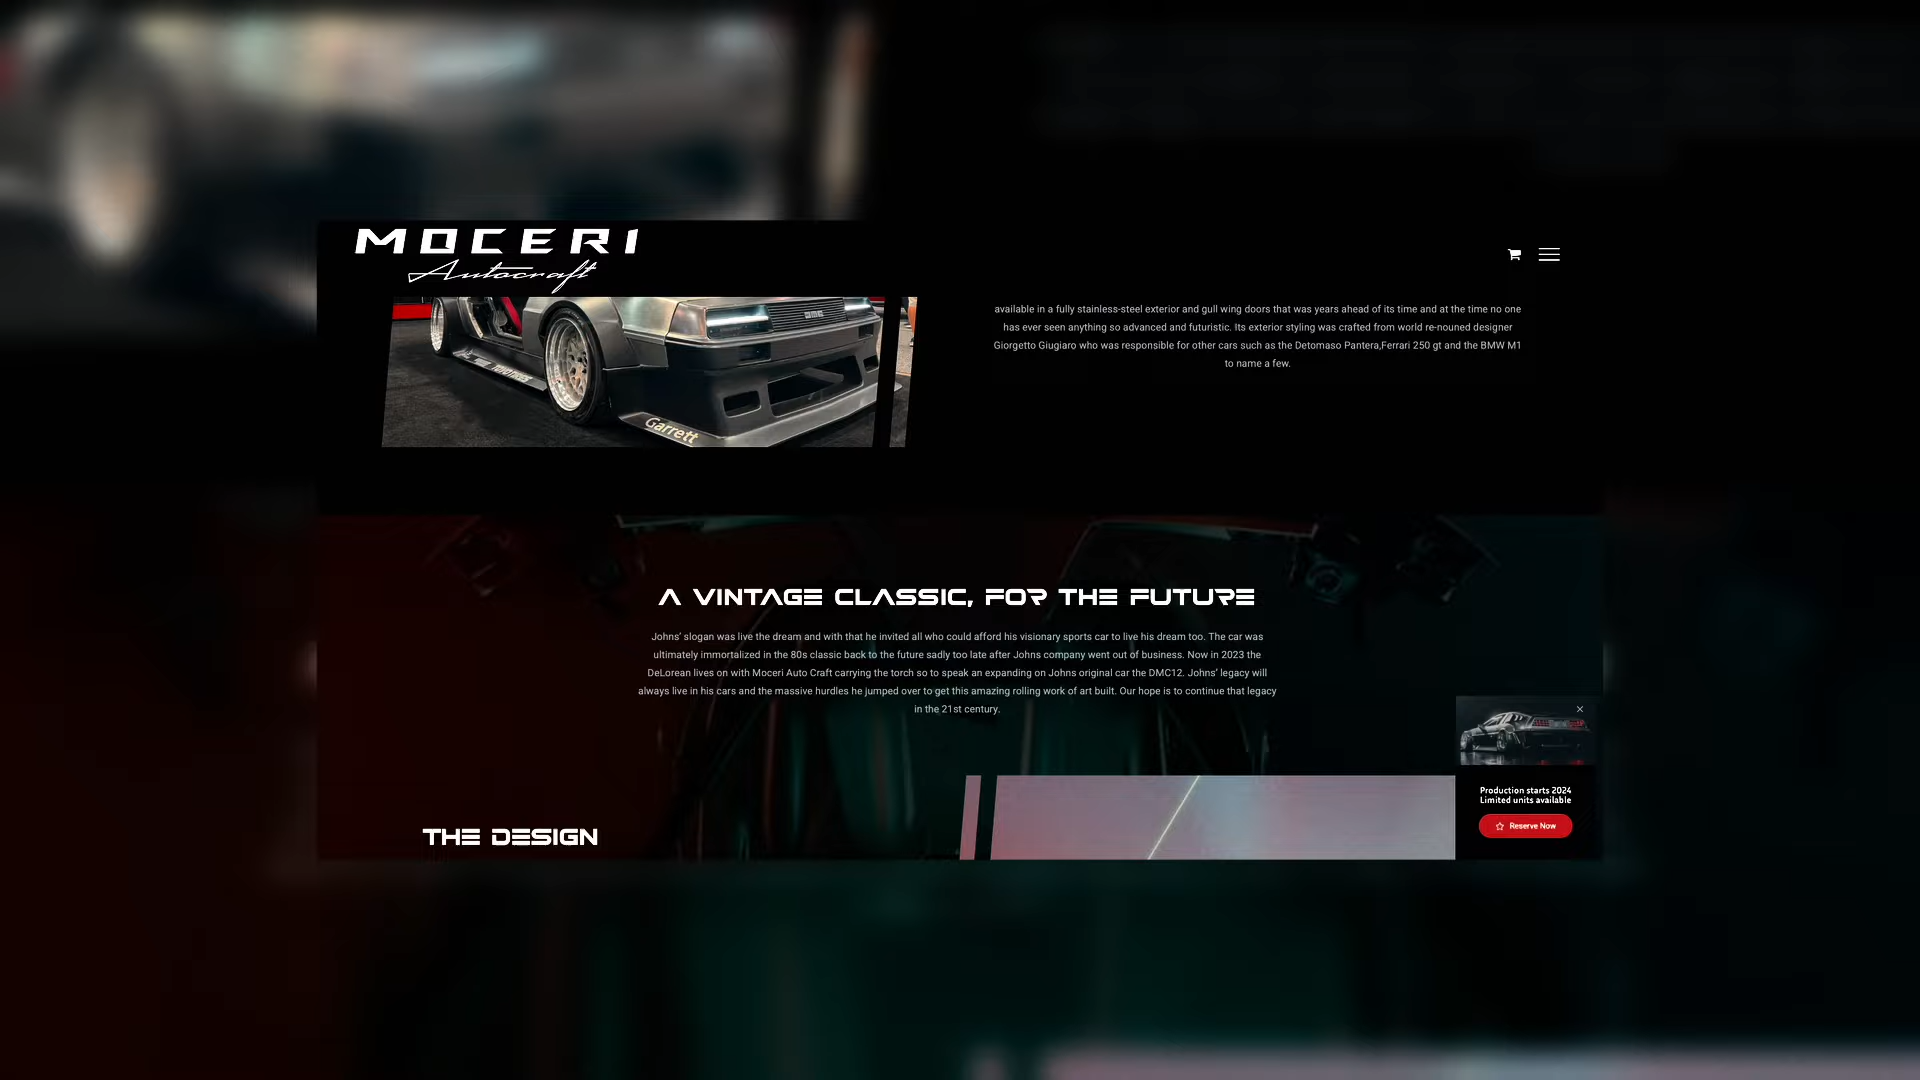 MOCERI
Autocraft
available in a fully stainless-steel exterior and gull wing doors that was years ahead of its time and at the time no one
has ever seen anything so advanced and futuristic. Its exterior styling was crafted from world re-nouned designer
Giorgetto Giugiaro who was responsible for other cars such as the Detomaso Pantera,Ferrari 250 gt and the BMW M1
to name a few.
DMC
Garrett
A VINTAGE CLASSIC, FOR THE FUTURE
Johns’ slogan was live the dream and with that he invited all who could afford his visionary sports car to live his dream too. The car was
ultimately immortalized in the 80s classic back to the future sadly too late after Johns company went out of business. Now in 2023 the
DeLorean lives on with Moceri Auto Craft carrying the torch so to speak an expanding on Johns original car the DMC12. Johns’ legacy will
always live in his cars and the massive hurdles he jumped over to get this amazing rolling work of art built. Our hope is to continue that legacy
in the 21st century.
Production starts 2024
Limited units available
Reserve Now
THE DESIGN